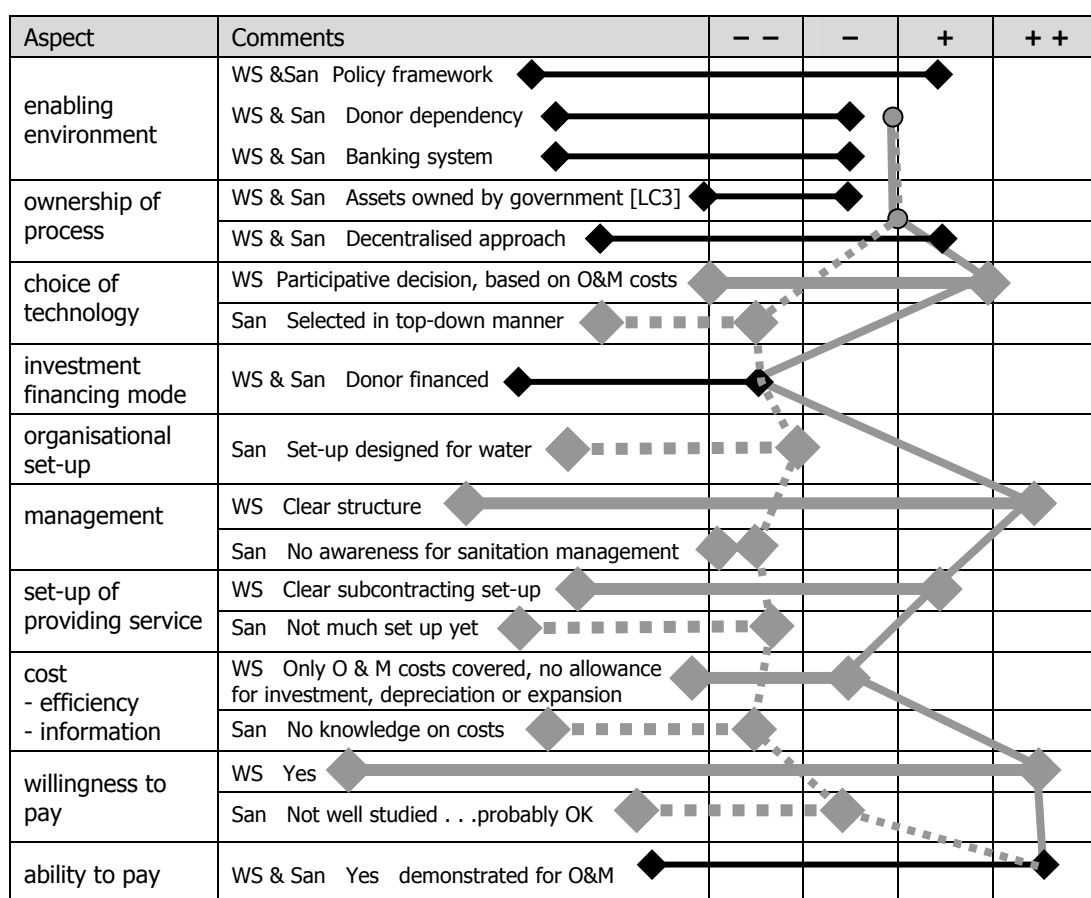 Aspect Comments – – – + + +
enabling
environment
WS &San Policy framework
WS & San Donor dependency
WS & San Banking system
ownership of
process
WS & San Assets owned by government [LC3]
WS & San Decentralised approach
choice of
technology
WS Participative decision, based on O&M costs
San Selected in top-down manner
investment
financing mode
WS & San Donor financed
organisational
set-up
San Set-up designed for water
management
WS Clear structure
San No awareness for sanitation management
set-up of
providing service
WS Clear subcontracting set-up
San Not much set up yet
cost
- efficiency
- information
WS Only O & M costs covered, no allowance
for investment, depreciation or expansion
San No knowledge on costs
willingness to
pay
WS Yes
San Not well studied . . .probably OK
ability to pay
WS & San Yes demonstrated for O&M